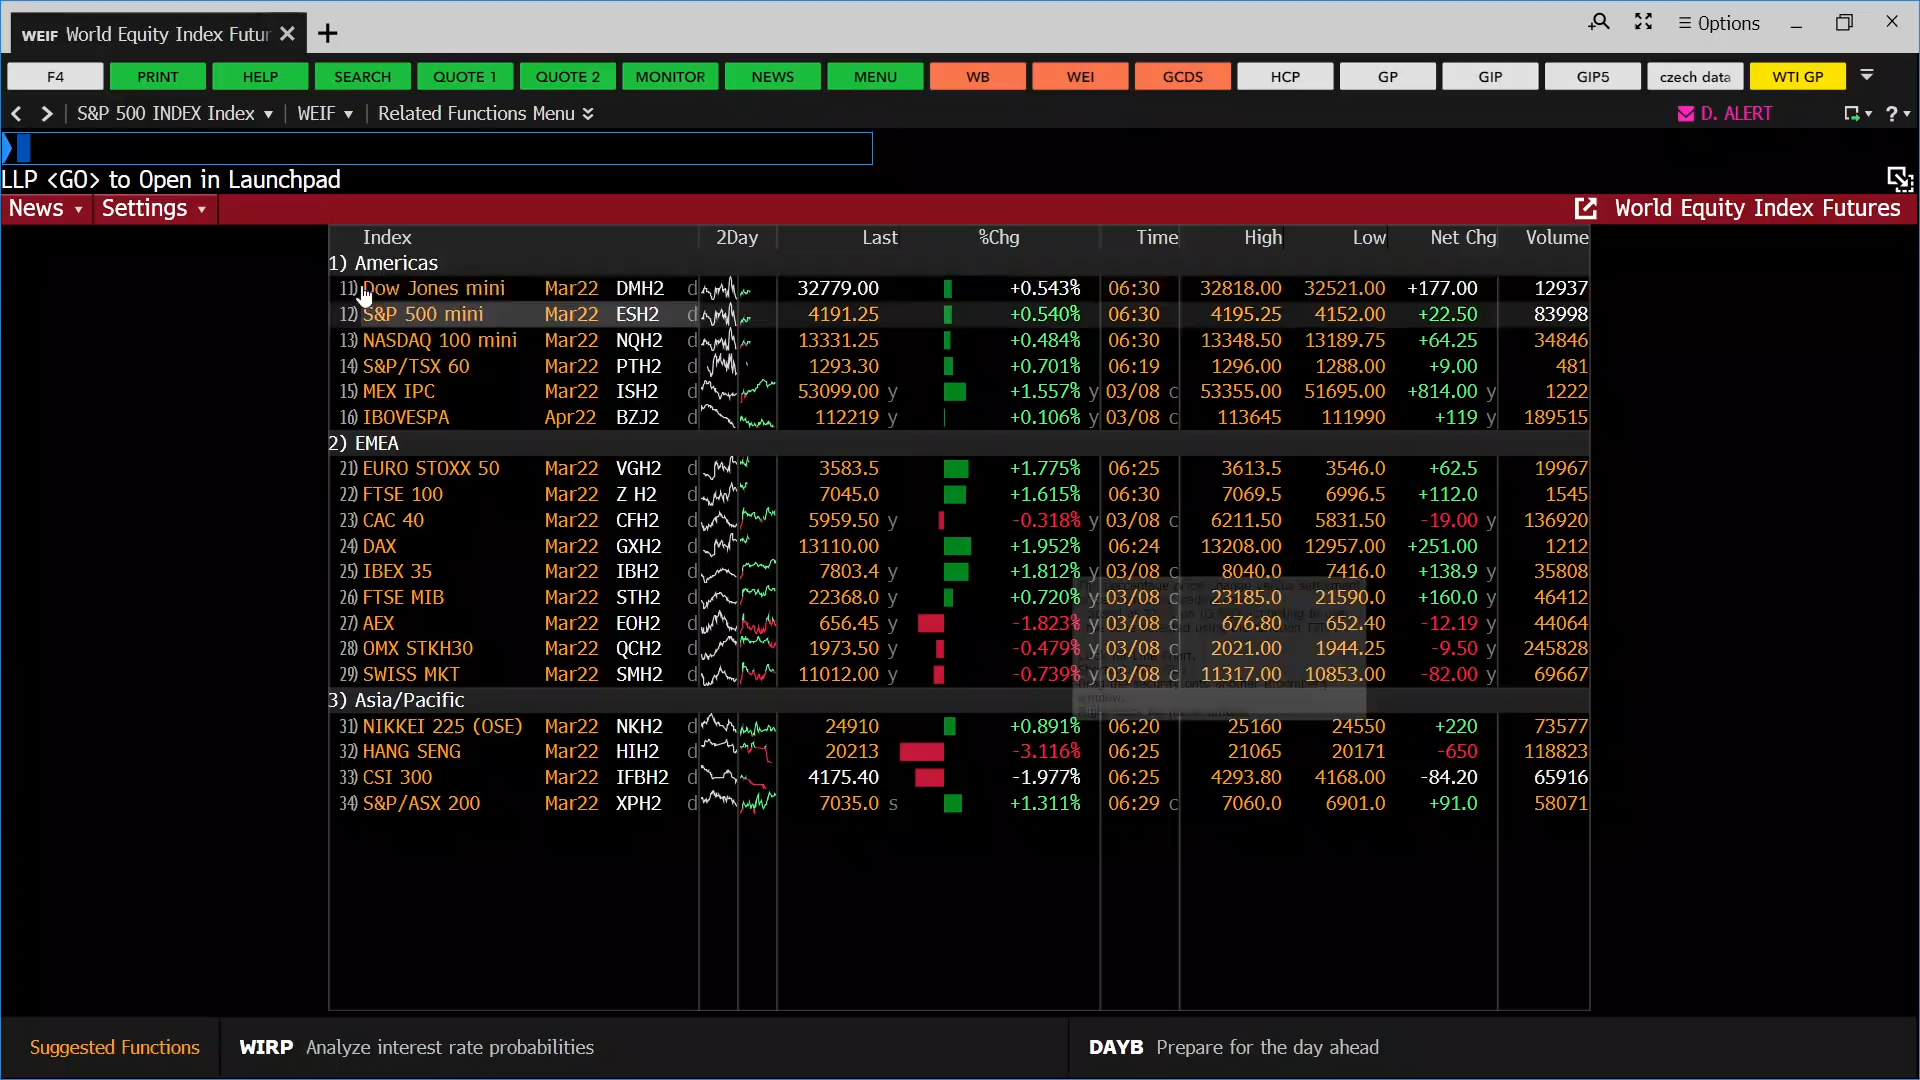 WEIF World Equity Index Futur
Options
F4 PRINT HELP SEARCH QUOTE 1 QUOTE 2 MONITOR NEWS MENU WB WEI GCDS HCP GP GIP GIP5 czech data WTI GP
S&P 500 INDEX Index WEIF Related Functions Menu D. ALERT ?
LLP <GO> to Open in Launchpad
News Settings World Equity Index Futures
Index 2Day Last %Chg Time High Low Net Chg Volume
1) Americas
11) Dow Jones mini Mar22 DMH2 d 32779.00 +0.543% 06:30 32818.00 32521.00 +177.00 12937
12) S&P 500 mini Mar22 ESH2 d 4191.25 +0.540% 06:30 4195.25 4152.00 +22.50 83998
13) NASDAQ 100 mini Mar22 NQH2 d 13331.25 +0.484% 06:30 13348.50 13189.75 +64.25 34846
14) S&P/TSX 60 Mar22 PTH2 d 1293.30 +0.701% 06:19 1296.00 1288.00 +9.00 481
15) MEX IPC Mar22 ISH2 d 53099.00 y +1.557% y 03/08 c 53355.00 51695.00 +814.00 y 1222
16) IBOVESPA Apr22 BZJ2 d 112219 y +0.106% y 03/08 c 113645 111990 +119 y 189515
2) EMEA
21) EURO STOXX 50 Mar22 VGH2 d 3583.5 +1.775% 06:25 3613.5 3546.0 +62.5 19967
22) FTSE 100 Mar22 Z H2 d 7045.0 +1.615% 06:30 7069.5 6996.5 +112.0 1545
23) CAC 40 Mar22 CFH2 d 5959.50 y -0.318% y 03/08 c 6211.50 5831.50 -19.00 y 136920
24) DAX Mar22 GXH2 d 13110.00 +1.952% 06:24 13208.00 12957.00 +251.00 1212
25) IBEX 35 Mar22 IBH2 d 7803.4 y +1.812% y 03/08 c 8040.0 7416.0 +138.9 y 35808
26) FTSE MIB Mar22 STH2 d 22368.0 y +0.720% y 03/08 c 23185.0 21590.0 +160.0 y 46412
27) AEX Mar22 EOH2 d 656.45 y -1.823% y 03/08 c 676.80 652.40 -12.19 y 44064
28) OMX STKH30 Mar22 QCH2 d 1973.50 y -0.479% y 03/08 c 2021.00 1944.25 -9.50 y 245828
29) SWISS MKT Mar22 SMH2 d 11012.00 y -0.739% y 03/08 c 11317.00 10853.00 -82.00 y 69667
3) Asia/Pacific
31) NIKKEI 225 (OSE) Mar22 NKH2 d 24910 +0.891% 06:20 25160 24550 +220 73577
32) HANG SENG Mar22 HIH2 d 20213 -3.116% 06:25 21065 20171 -650 118823
33) CSI 300 Mar22 IFBH2 d 4175.40 -1.977% 06:25 4293.80 4168.00 -84.20 65916
34) S&P/ASX 200 Mar22 XPH2 d 7035.0 s +1.311% 06:29 c 7060.0 6901.0 +91.0 58071
Suggested Functions WIRP Analyze interest rate probabilities DAYB Prepare for the day ahead